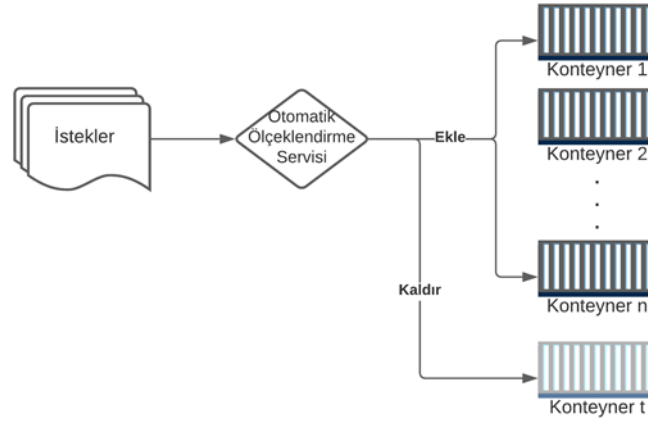 Konteyner 1
İstekler
Otomatik
Ölçeklendirme
Servisi
Ekle
Konteyner 2
Kaldır
Konteyner n
Konteyner t